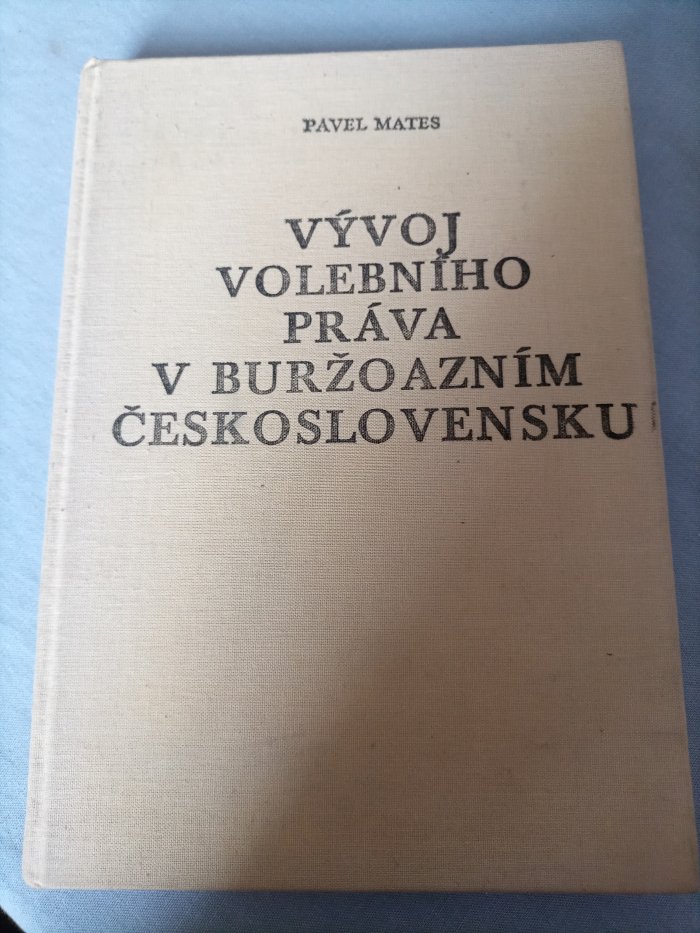 PAVEL MATES
VÝVOJ
VOLEBNÍHO
PRÁVA
V BURŽOAZNÍM
ČESKOSLOVENSKU